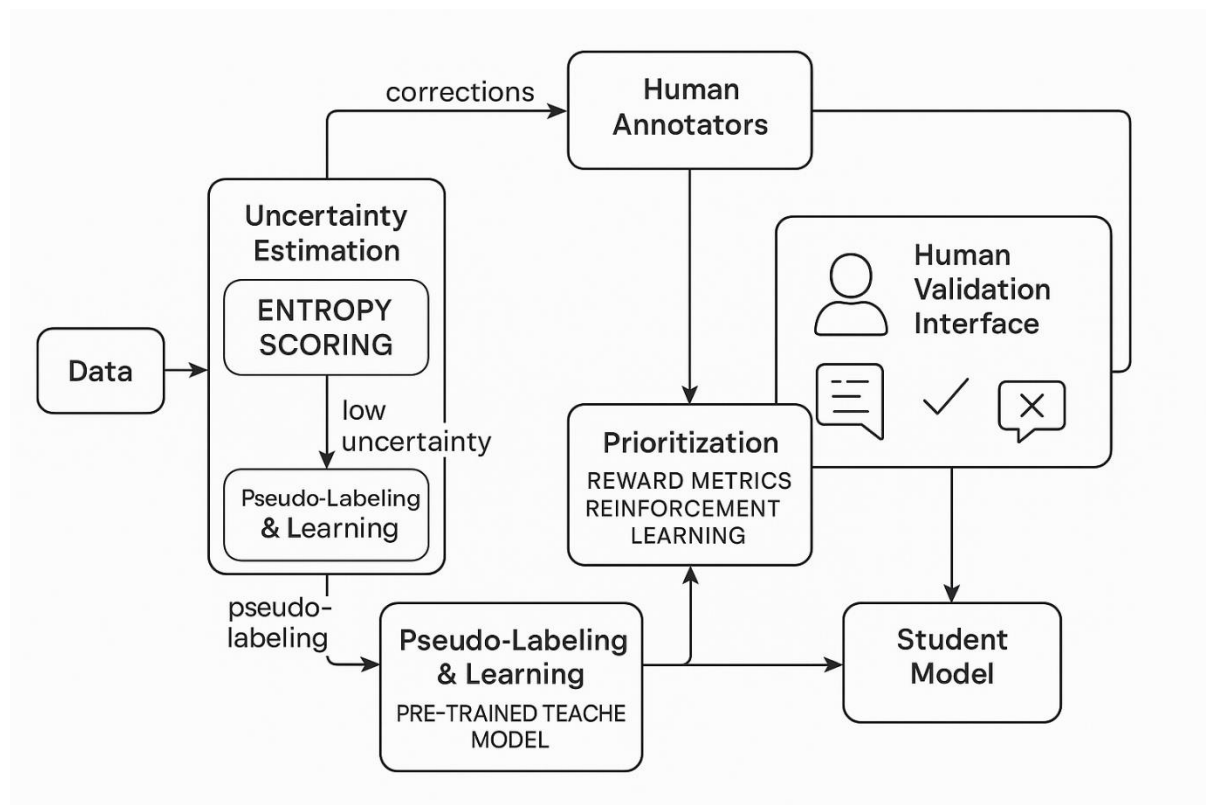 corrections
Human
Annotators
Uncertainty
Estimation
ENTROPY
SCORING
Human
Validation
Interface
Data
low
uncertainty
Prioritization
REWARD METRICS
REINFORCEMENT
LEARNING
Pseudo-Labeling
& Learning
pseudo-
labeling
Pseudo-Labeling
& Learning
PRE-TRAINED TEACHE
MODEL
Student
Model